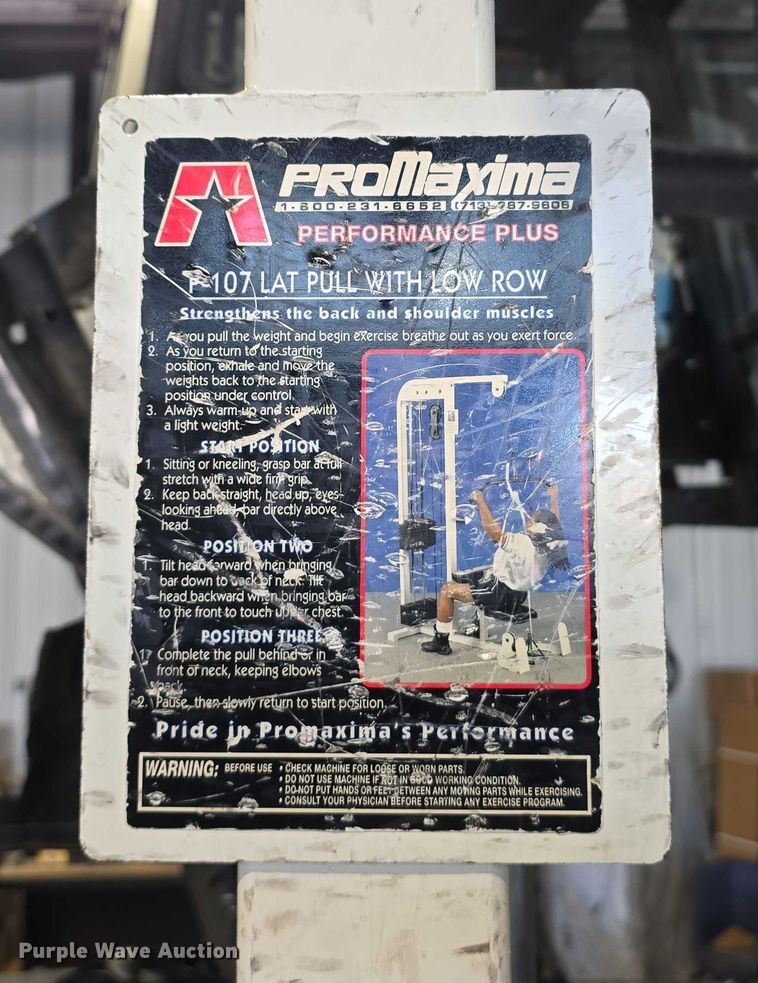 PROMaxima
1-800-231-6652 (713)-767-9606
PERFORMANCE PLUS
P-107 LAT PULL WITH LOW ROW
Strengthens the back and shoulder muscles
1. As you pull the weight and begin exercise breathe out as you exert force
2. As you return to the starting
position, exhale and move the
weights back to the starting
position under control.
3. Always warm-up and start with
a light weight.
START POSITION
1. Sitting or kneeling, grasp bar at full
stretch with a wide firm grip.
2. Keep back straight, head up, eyes
looking ahead, bar directly above
head.
POSITION TWO
1. Tilt head forward when bringing
bar down to back of neck. Tilt
head backward when bringing bar
to the front to touch upper chest.
POSITION THREE
1. Complete the pull behind or in
front of neck, keeping elbows
back.
2. Pause, then slowly return to start position.
Pride in Promaxima's Performance
WARNING: BEFORE USE • CHECK MACHINE FOR LOOSE OR WORN PARTS.
• DO NOT USE MACHINE IF NOT IN GOOD WORKING CONDITION.
• DO NOT PUT HANDS OR FEET BETWEEN ANY MOVING PARTS WHILE EXERCISING.
• CONSULT YOUR PHYSICIAN BEFORE STARTING ANY EXERCISE PROGRAM.
Purple Wave Auction